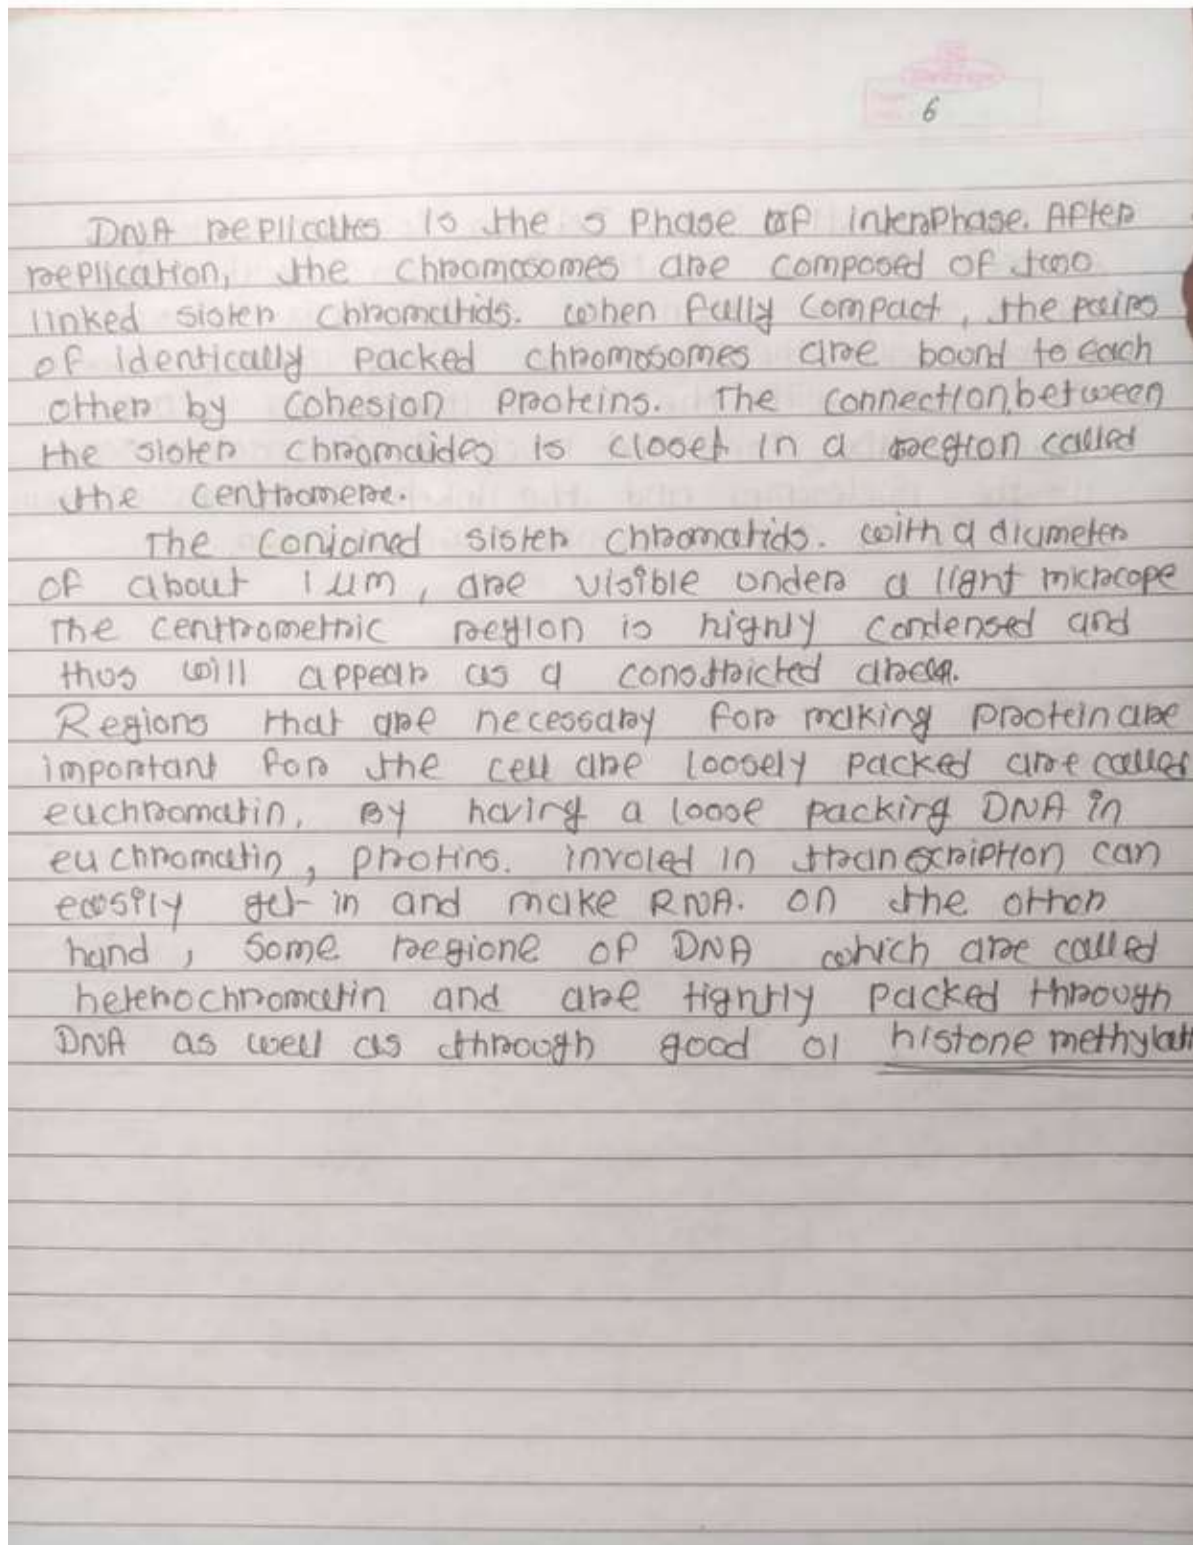 6
DNA replicates is the s phase of interphase. After
replication, the chromosomes are composed of two
linked sister chromatids. when fully compact, the pairs
of identically packed chromosomes are bound to each
other by cohesion proteins. The connection between
the sister chromaides is closet in a region called
the centromere.
The conjoined sister chromatids. with a diameter
of about 1 um, are visible under a light microcope
The centrometric region is highly condensed and
thus will appear as a constricted area.
Regions that are necessary for making protein are
important for the cell are loosely packed are called
euchromatin. By having a loose packing DNA in
euchromatin, protins. involed in transcription can
easily get in and make RNA. on the other
hand, some regione of DNA which are called
heterochromatin and are tightly packed through
DNA as well as through good ol histone methylati